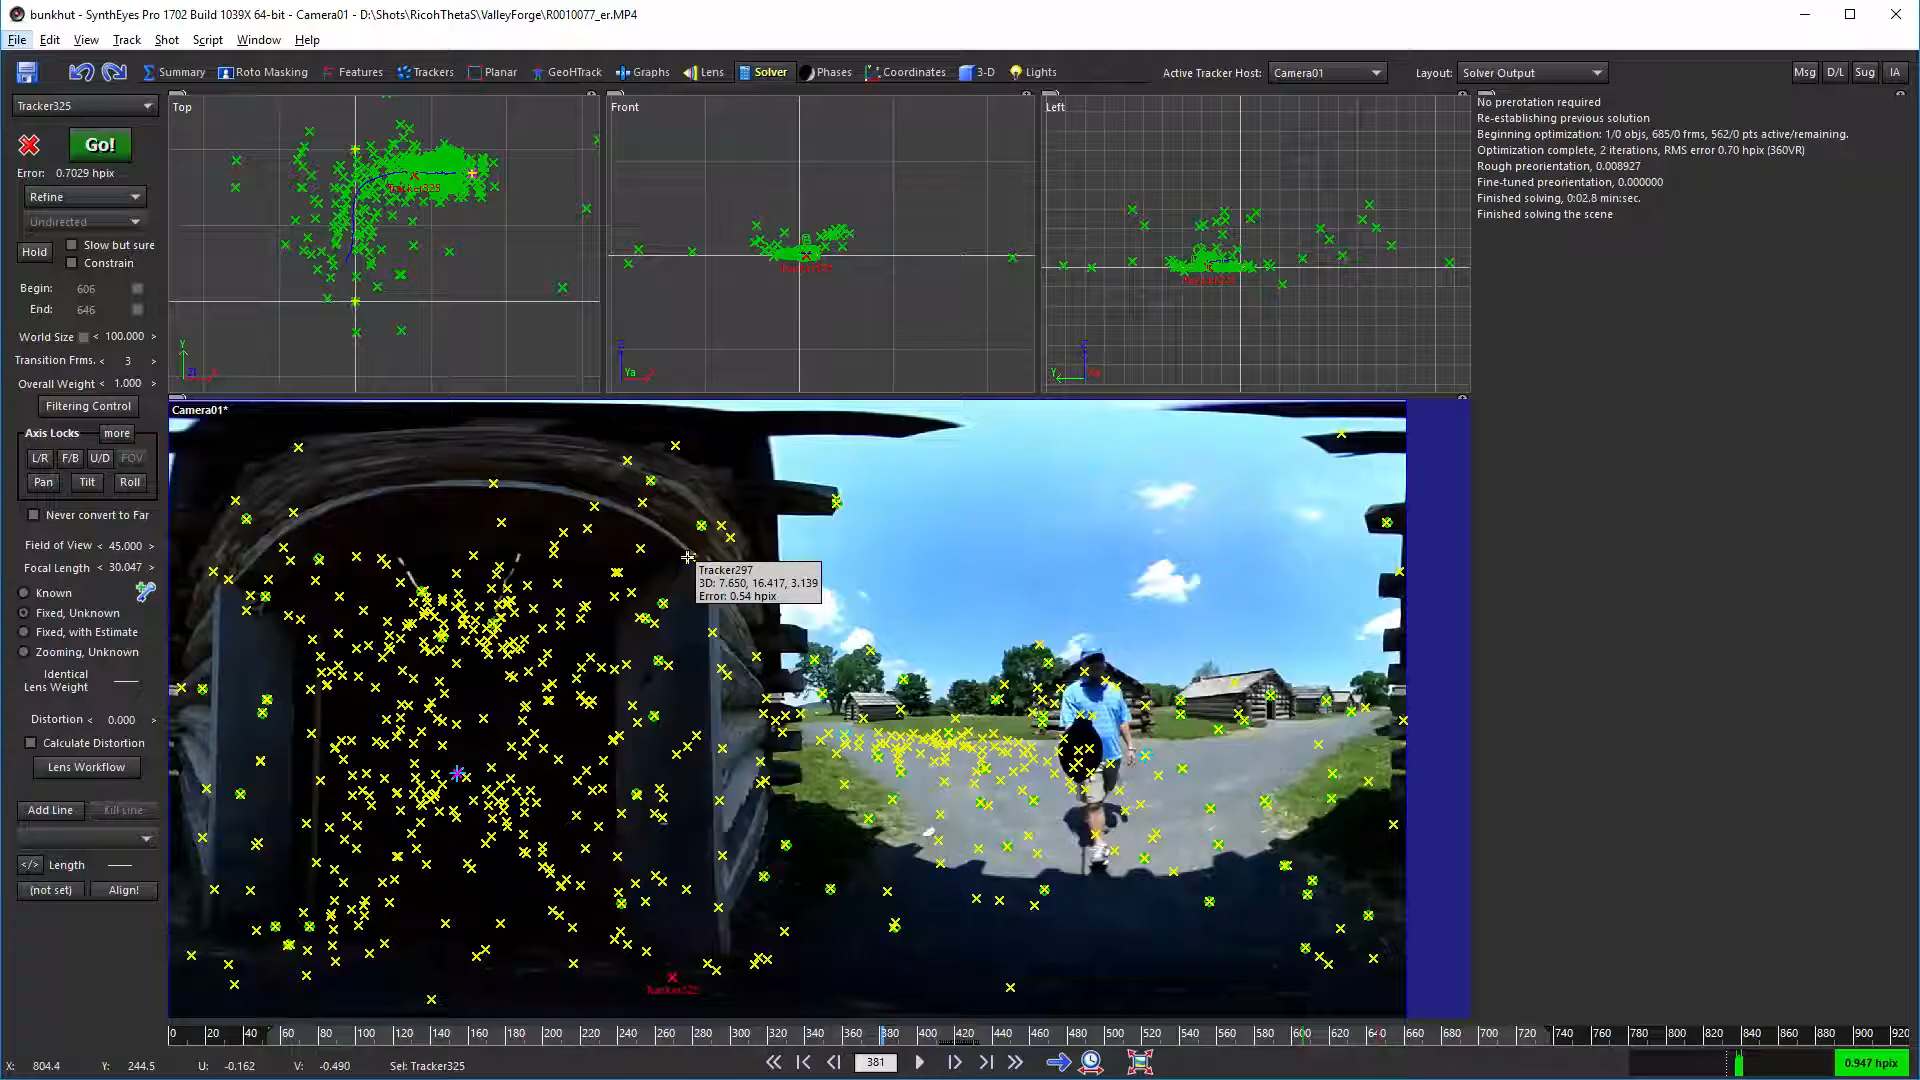 bunkhut - SynthEyes Pro 1702 Build 1039X 64-bit - Camera01 - D:\Shots\RicohThetaS\ValleyForge\R0010077_er.MP4
File Edit View Track Shot Script Window Help
Summary Roto Masking Features Trackers Planar GeoHTrack Graphs Lens Solver Phases Coordinates 3-D Lights Active Tracker Host: Camera01 Layout: Solver Output Msg D/L Sug IA
Tracker325
Go!
Error: 0.7029 hpix
Refine
Undirected
Hold Slow but sure
Constrain
Begin: 606
End: 646
World Size < 100.000 >
Transition Frms. < 3 >
Overall Weight < 1.000 >
Filtering Control
Axis Locks more
L/R F/B U/D FOV
Pan Tilt Roll
Never convert to Far
Field of View < 45.000 >
Focal Length < 30.047 >
Known
Fixed, Unknown
Fixed, with Estimate
Zooming, Unknown
Identical
Lens Weight
Distortion < 0.000 >
Calculate Distortion
Lens Workflow
Add Line Kill Line
</> Length
(not set) Align!
Top
Tracker325
Y
X
Front
Z
Ya X
Left
Z
Y Xa
No prerotation required
Re-establishing previous solution
Beginning optimization: 1/0 objs, 685/0 frms, 562/0 pts active/remaining.
Optimization complete, 2 iterations, RMS error 0.70 hpix (360VR)
Rough preorientation, 0.008927
Fine-tuned preorientation, 0.000000
Finished solving, 0:02.8 min:sec.
Finished solving the scene
Camera01*
Tracker297
3D: 7.650, 16.417, 3.139
Error: 0.54 hpix
Tracker325
0 20 40 60 80 100 120 140 160 180 200 220 240 260 280 300 320 340 360 380 400 420 440 460 480 500 520 540 560 580 600 620 640 660 680 700 720 740 760 780 800 820 840 860 880 900 920
381
X: 804.4 Y: 244.5 U: -0.162 V: -0.490 Sel: Tracker325
0.947 hpix